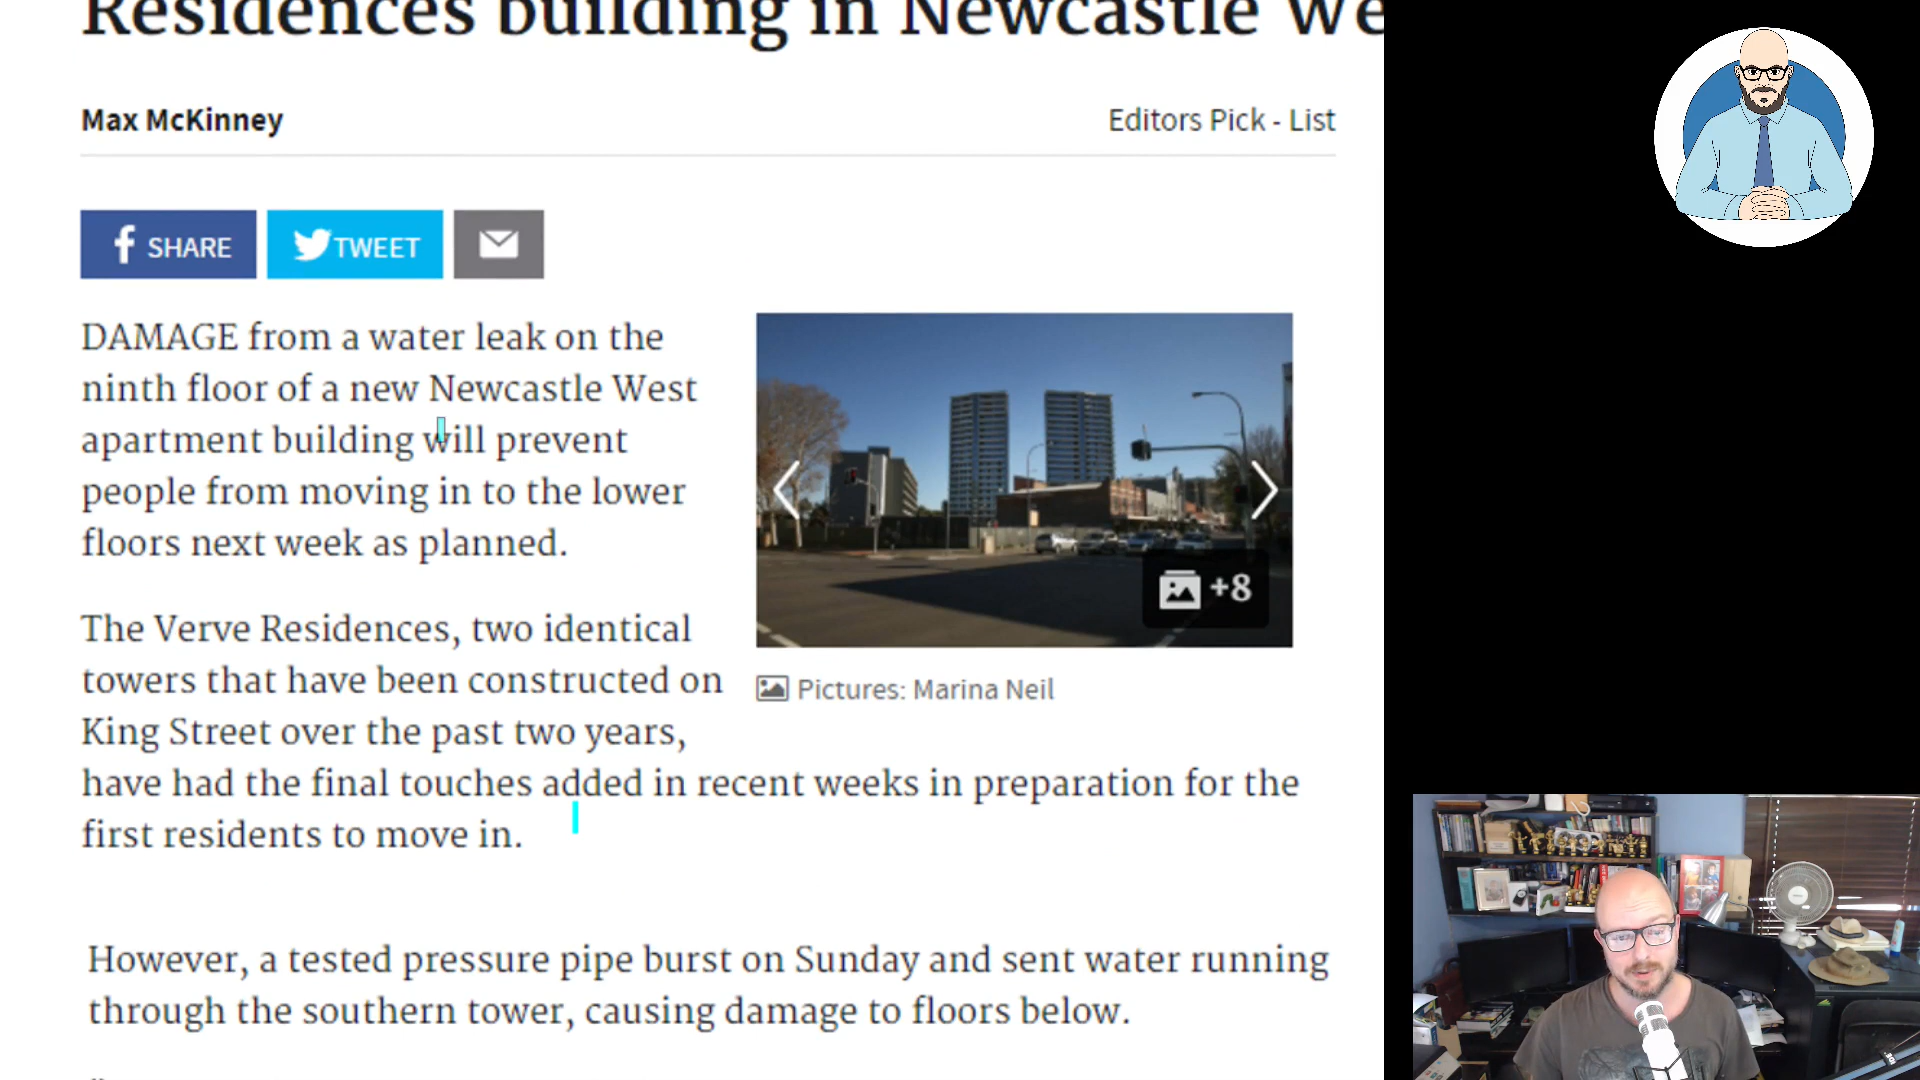 Residences building in Newcastle We
Max McKinney
Editors Pick - List
SHARE
TWEET
DAMAGE from a water leak on the
ninth floor of a new Newcastle West
apartment building will prevent
people from moving in to the lower
floors next week as planned.
+8
Pictures: Marina Neil
The Verve Residences, two identical
towers that have been constructed on
King Street over the past two years,
have had the final touches added in recent weeks in preparation for the
first residents to move in.
However, a tested pressure pipe burst on Sunday and sent water running
through the southern tower, causing damage to floors below.